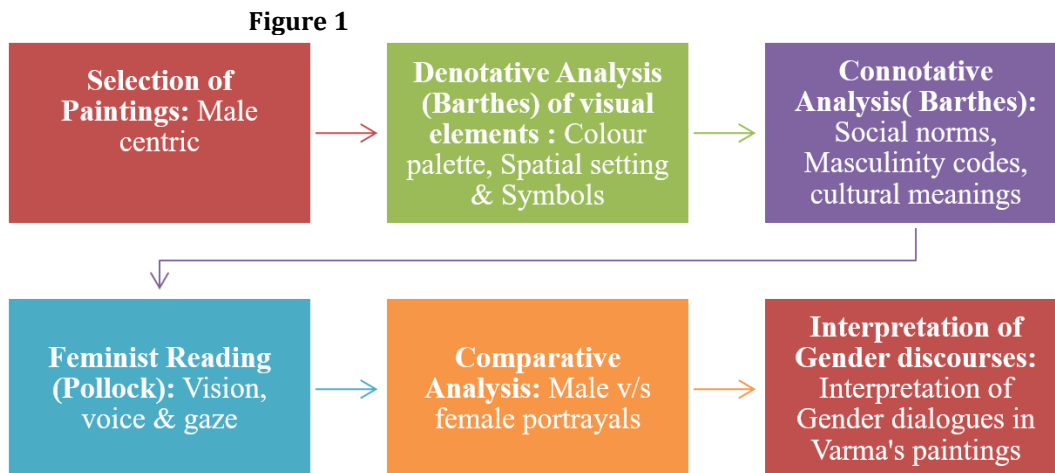 Figure 1
Selection of
Paintings: Male
centric
Denotative Analysis
(Barthes) of visual
elements : Colour
palette, Spatial setting
& Symbols
Connotative
Analysis( Barthes):
Social norms,
Masculinity codes,
cultural meanings
Feminist Reading
(Pollock): Vision,
voice & gaze
Comparative
Analysis: Male v/s
female portrayals
Interpretation of
Gender discourses:
Interpretation of
Gender dialogues in
Varma's paintings